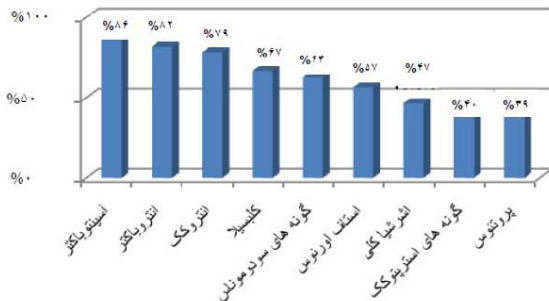 %۱۰۰
%۵۰
%۰
%۸۶
%۸۲
%۷۹
%۶۷
%۶۳
%۵۷
%۴۷
%۴۰
%۳۹
اسینتوباکتر
انتروباکتر
انتروکک
کلبسیلا
گونه های سودرمونان
استاف اورئوس
اشرشیا کلی
گونه های استرپتوکک
پروتئوس